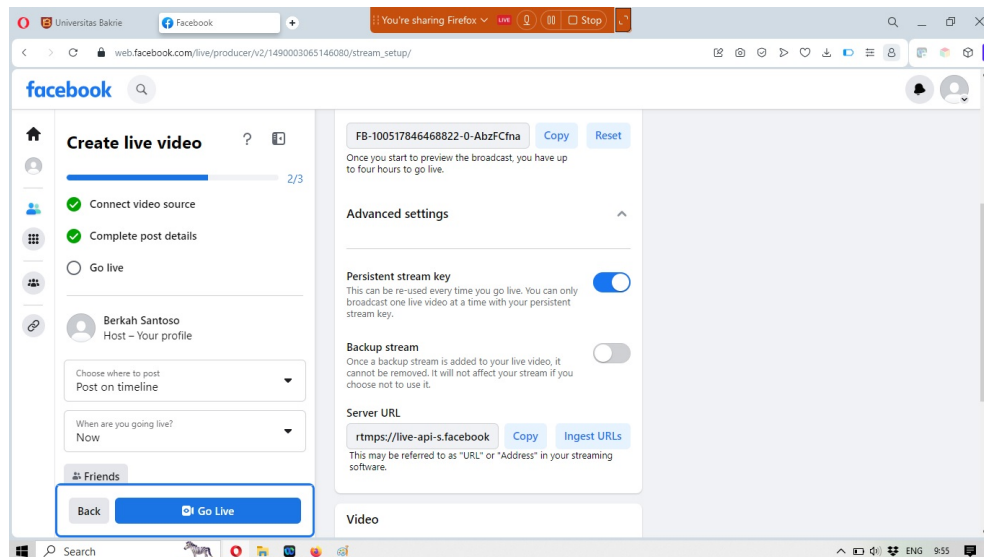 Universitas Bakrie
Facebook
You're sharing Firefox
LIVE
Stop
web.facebook.com/live/producer/v2/1490003065146080/stream_setup/
facebook
Create live video
?
2/3
Connect video source
Complete post details
Go live
Berkah Santoso
Host – Your profile
Choose where to post
Post on timeline
When are you going live?
Now
Friends
Back
Go Live
FB-100517846468822-0-AbzFCfna
Copy
Reset
Once you start to preview the broadcast, you have up
to four hours to go live.
Advanced settings
Persistent stream key
This can be re-used every time you go live. You can only
broadcast one live video at a time with your persistent
stream key.
Backup stream
Once a backup stream is added to your live video, it
cannot be removed. It will not affect your stream if you
choose not to use it.
Server URL
rtmps://live-api-s.facebook
Copy
Ingest URLs
This may be referred to as "URL" or "Address" in your streaming
software.
Video
Search
ENG
9:55